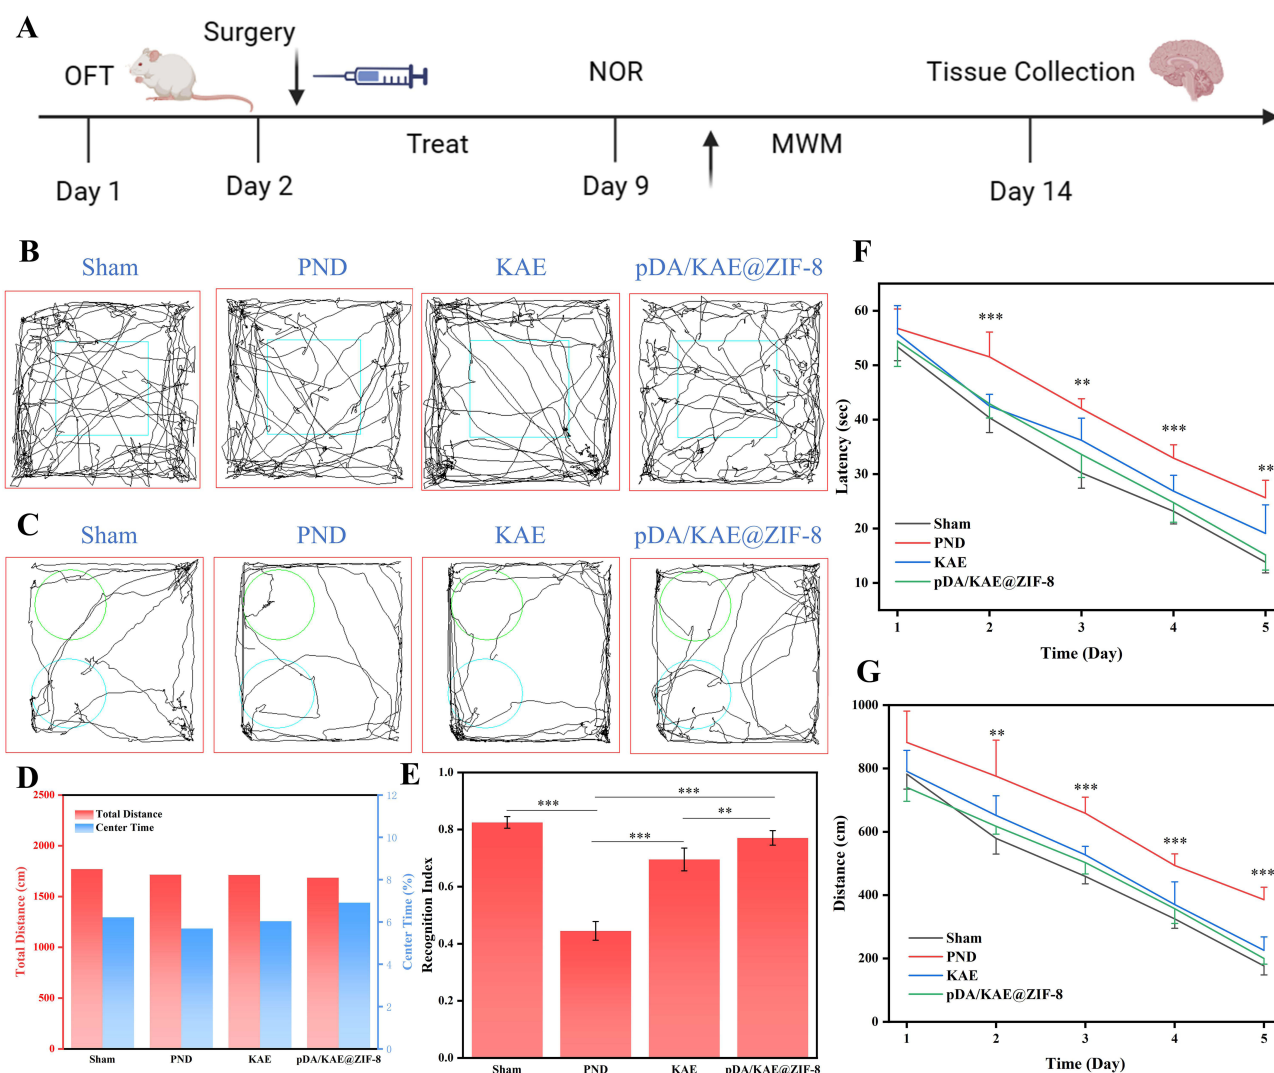 A
Surgery
OFT
NOR
Tissue Collection
Treat
MWM
Day 1
Day 2
Day 9
Day 14
B
Sham
PND
KAE
pDA/KAE@ZIF-8
C
Sham
PND
KAE
pDA/KAE@ZIF-8
D
2500
2000
1500
1000
500
0
Total Distance (cm)
Total Distance
Center Time
12
10
8
6
4
2
0
Center Time (%)
Sham
PND
KAE
pDA/KAE@ZIF-8
E
1.0
0.8
0.6
0.4
0.2
0.0
Recognition Index
***
***
***
**
Sham
PND
KAE
pDA/KAE@ZIF-8
F
60
50
40
30
20
10
Latency (sec)
***
**
***
**
Sham
PND
KAE
pDA/KAE@ZIF-8
1
2
3
4
5
Time (Day)
G
1000
800
600
400
200
0
Distance (cm)
**
***
***
***
Sham
PND
KAE
pDA/KAE@ZIF-8
1
2
3
4
5
Time (Day)